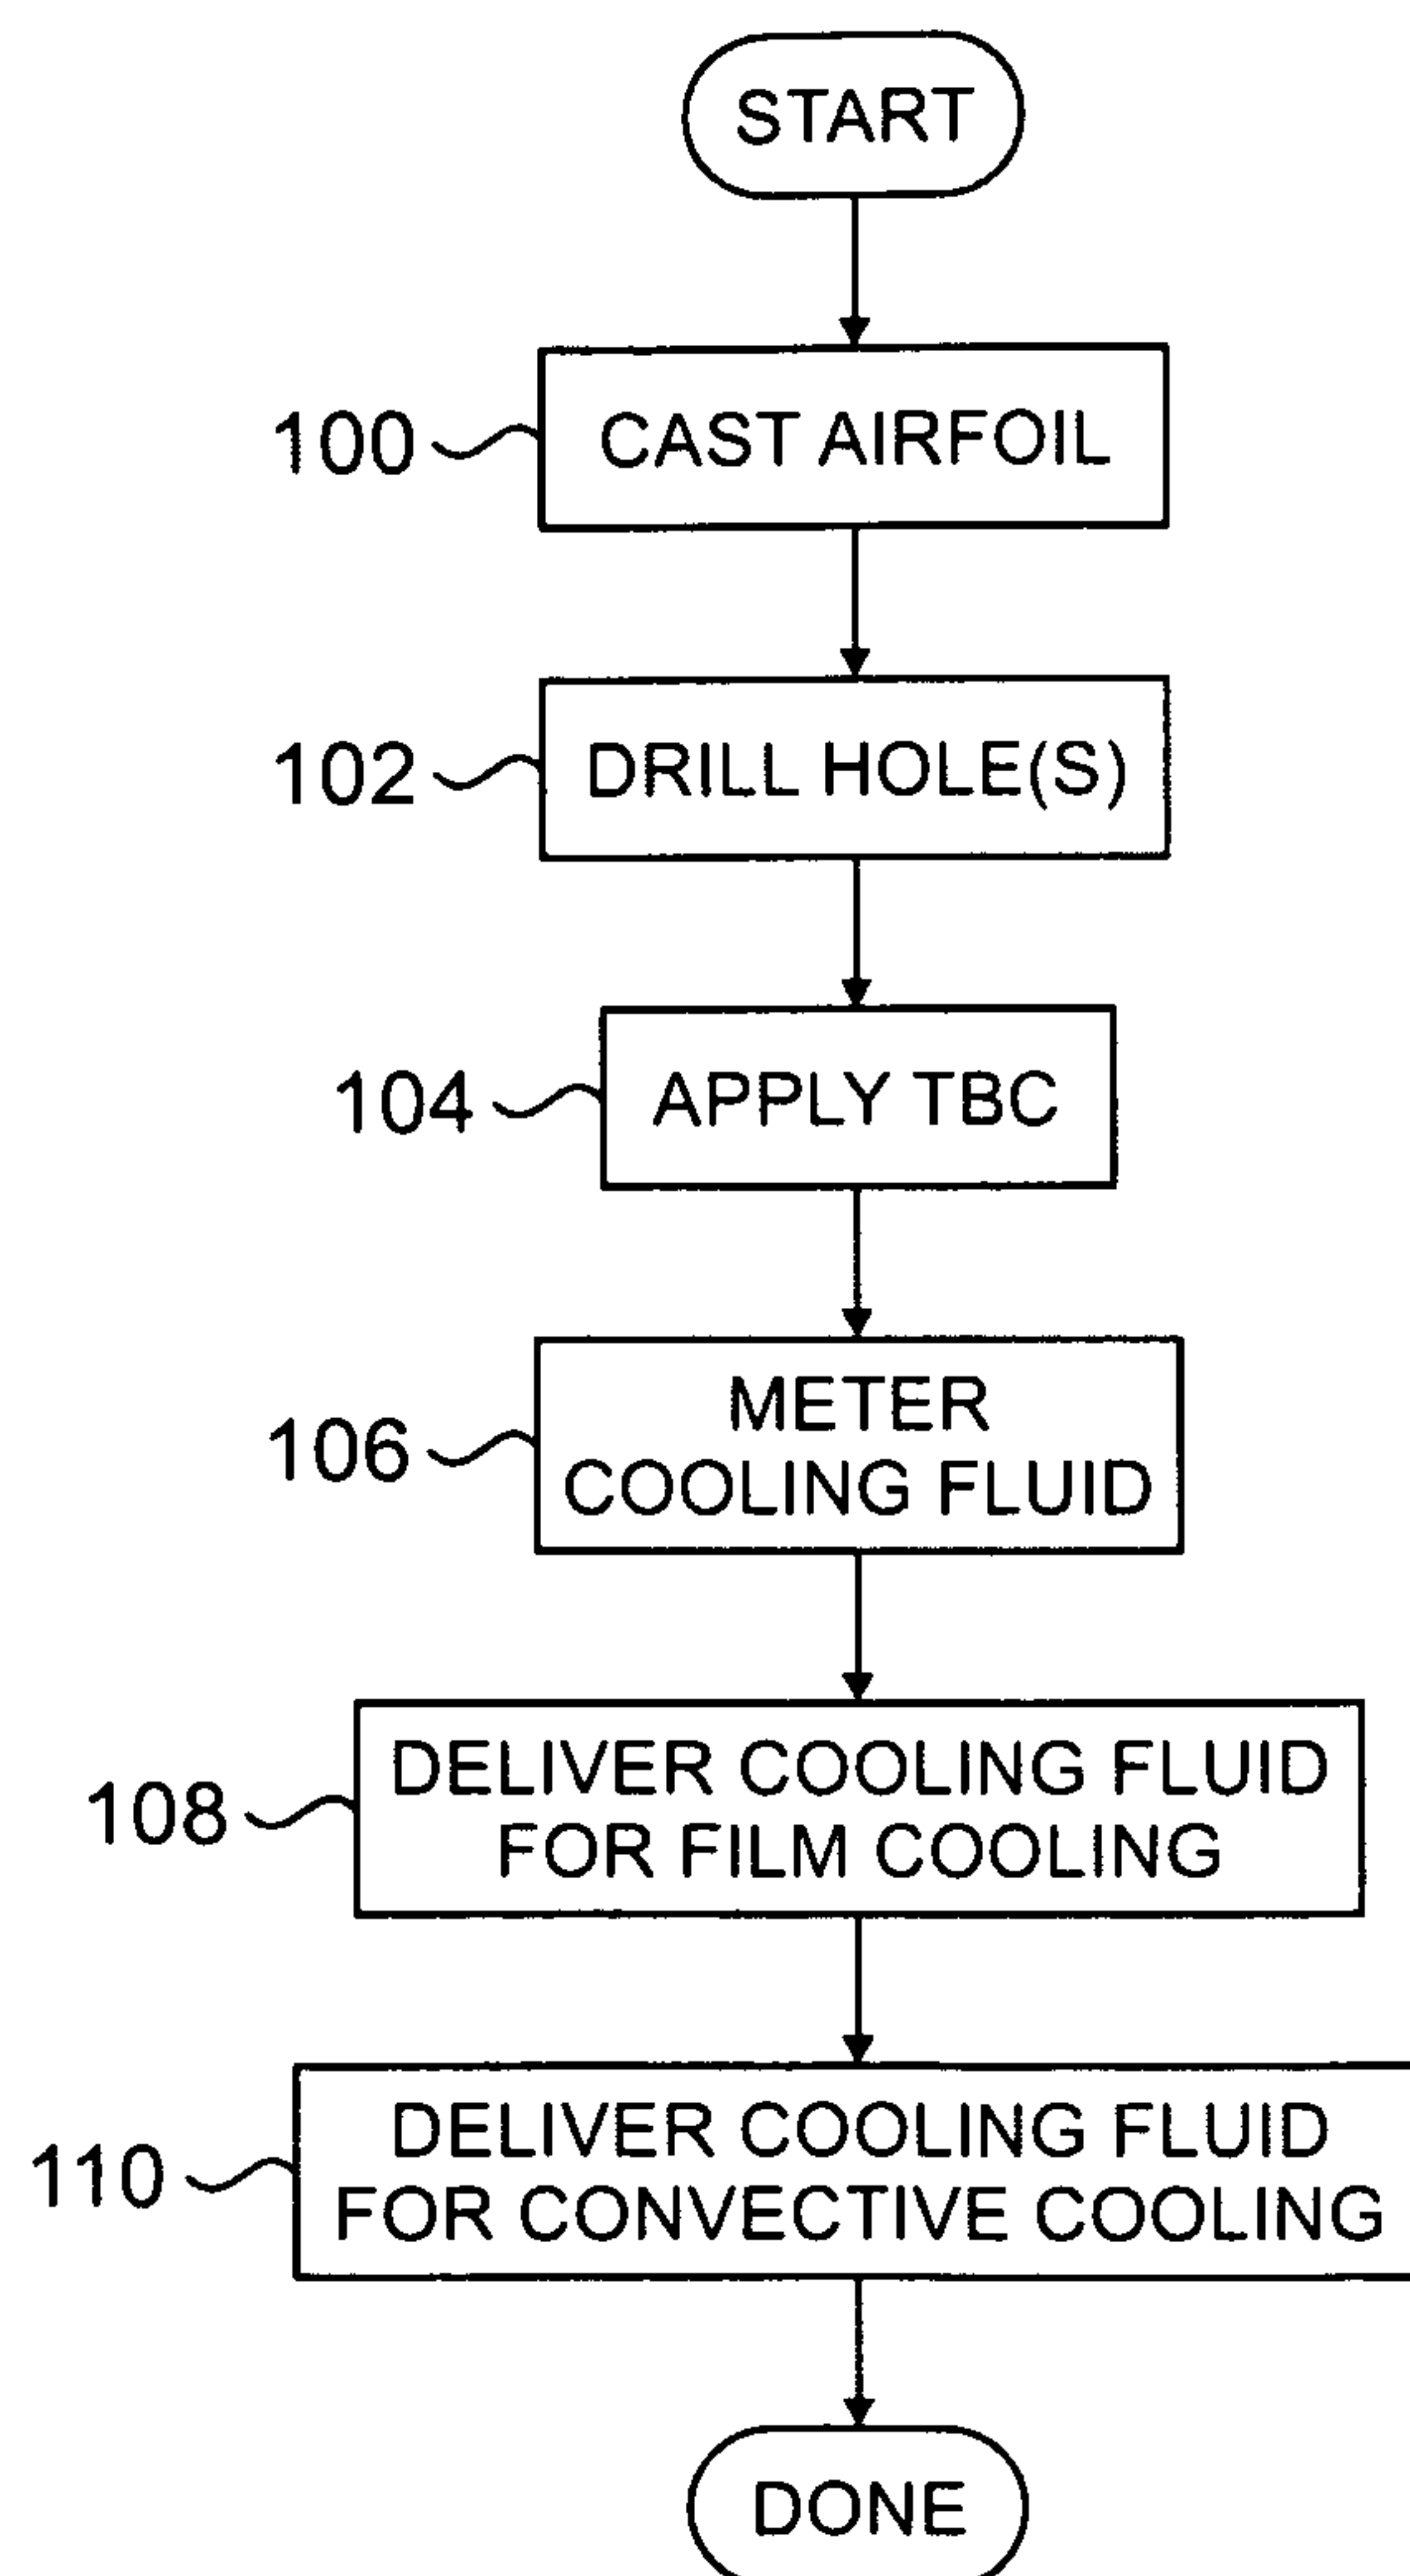 START
100
CAST AIRFOIL
102
DRILL HOLE(S)
104
APPLY TBC
106
METER
COOLING FLUID
108
DELIVER COOLING FLUID
FOR FILM COOLING
110
DELIVER COOLING FLUID
FOR CONVECTIVE COOLING
DONE